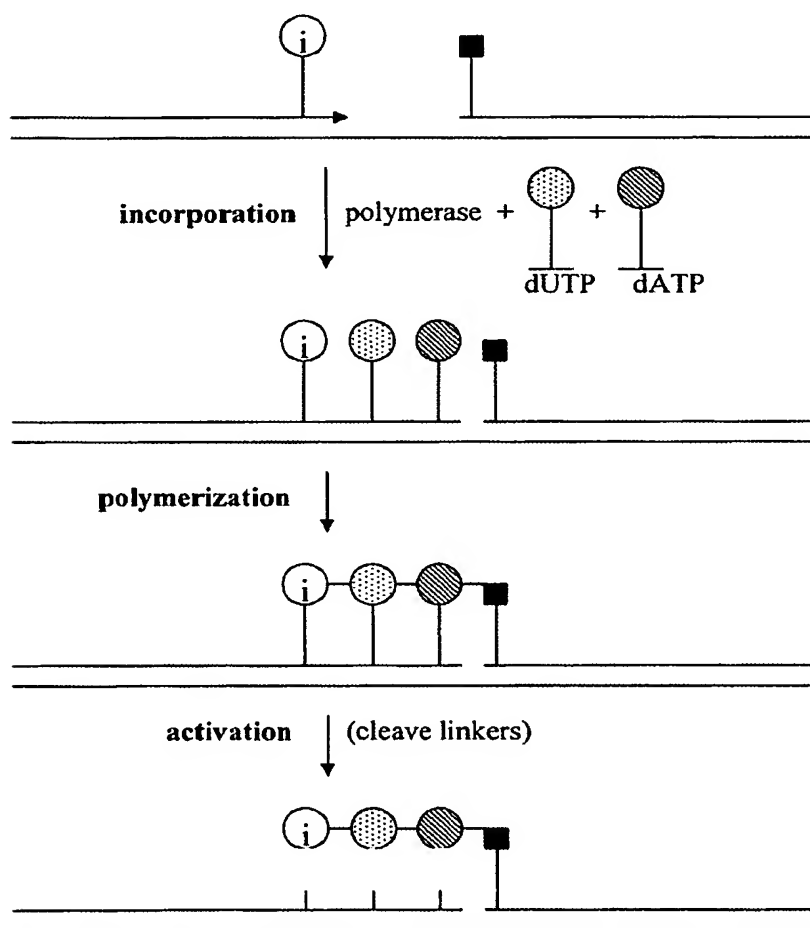 i
incorporation polymerase + +
dUTP dATP
i
polymerization
i
activation (cleave linkers)
i